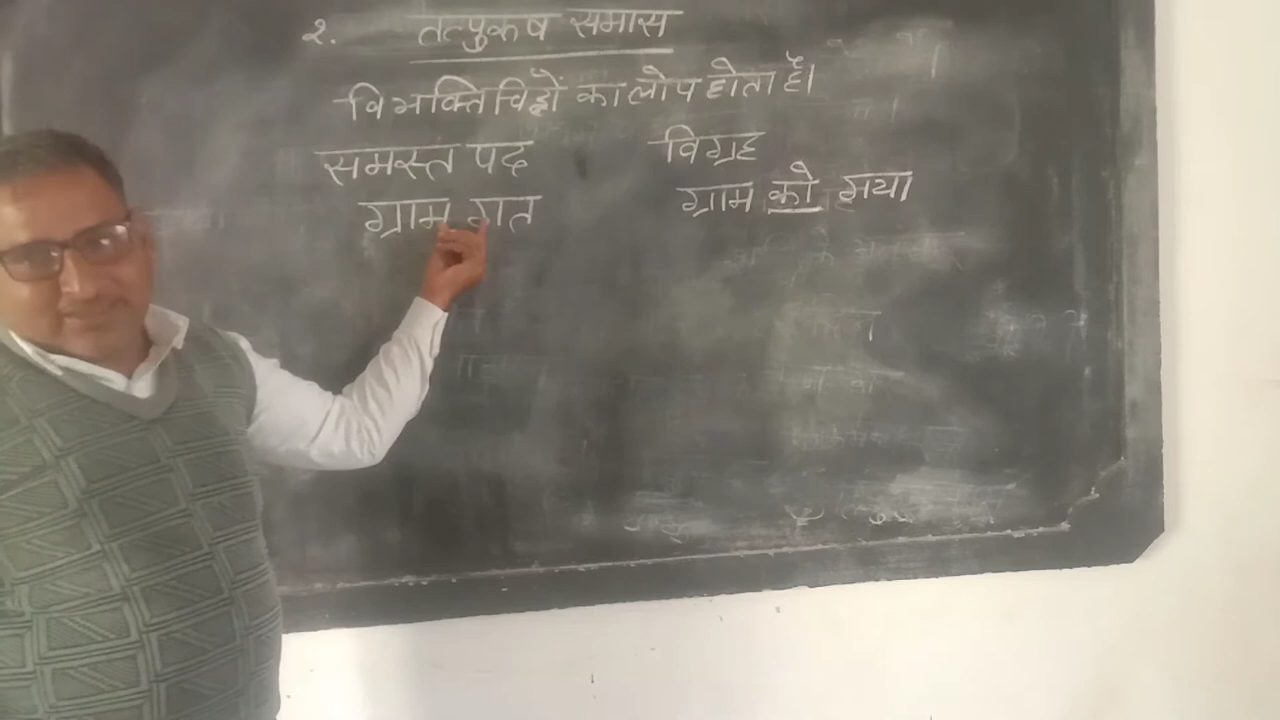 २. तत्पुरुष समास
विभक्ति चिह्नों का लोप होता है।
समस्त पद विग्रह
ग्राम गत ग्राम को गया